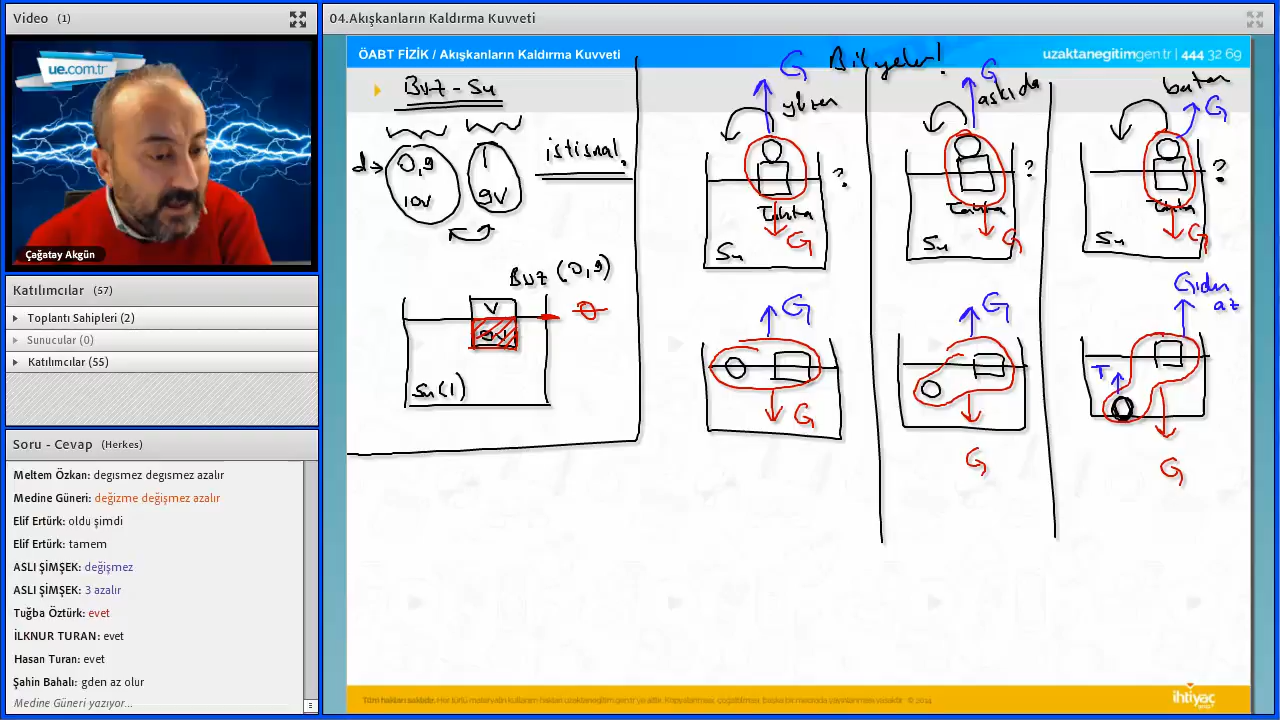 Video (1)
04.Akışkanların Kaldırma Kuvveti
ue.com.tr
Çağatay Akgün
Katılımcılar (57)
Toplantı Sahipleri (2)
Sunucular (0)
Katılımcılar (55)
Soru - Cevap (Herkes)
Meltem Özkan: degısmez degısmez azalır
Medine Güneri: değizme değişmez azalır
Elif Ertürk: oldu şimdi
Elif Ertürk: tamem
ASLI ŞİMŞEK: değişmez
ASLI ŞİMŞEK: 3 azalır
Tuğba Öztürk: evet
İLKNUR TURAN: evet
Hasan Turan: evet
Şahin Bahalı: gden az olur
Medine Güneri yazıyor...
ÖABT FİZİK / Akışkanların Kaldırma Kuvveti
uzaktanegitim.gen.tr | 444 32 69
Buz - Su
d→ 0,9 1
10V 9V
istisnai.
Buz (0,9)
V
9V
0
Su (1)
Bilyeler!
G yüzen
?
Tahta
G
Su
G
G
G askıda
?
Tahta
G
Su
G
G
batan
G
?
Tahta
G
Su
G'den
az
T
G
ihtiyaç